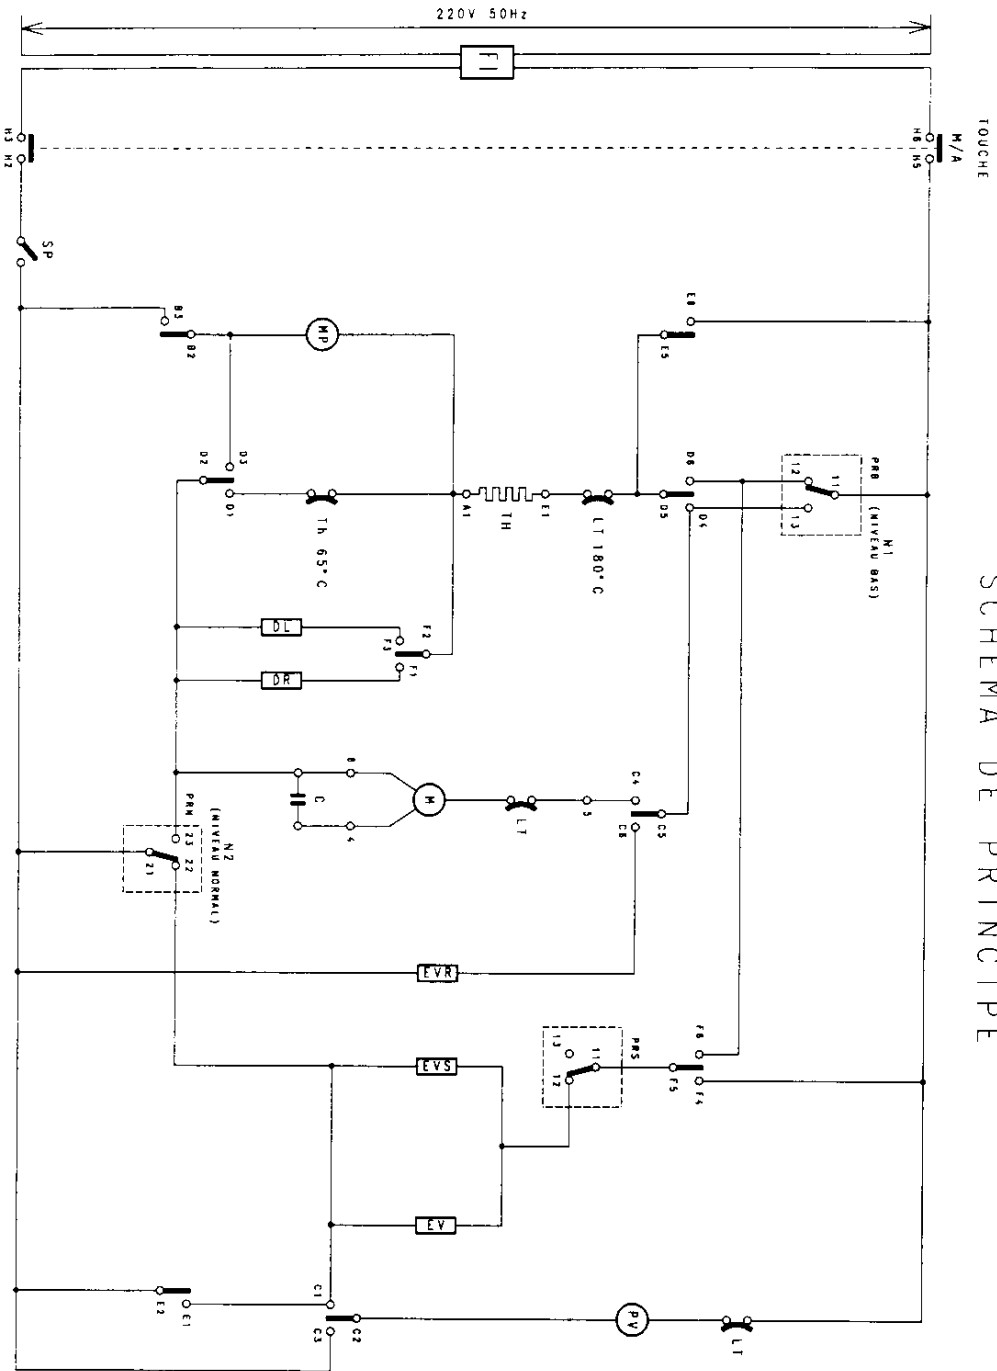 SCHEMA DE PRINCIPE
220V 50Hz
FI
TOUCHE
M/A
H3
H2
H6
H5
SP
B3
B2
MP
E6
E5
D3
D2
D1
Th 65°C
A1
TH
E1
LT 180°C
D6
D5
D4
PRB
12
11
13
N1
(NIVEAU BAS)
F2
F3
F1
DL
DR
8
C
4
M
LT
5
C4
C5
C6
PRN
23
22
21
N2
(NIVEAU NORMAL)
EVR
PRS
13
11
12
F6
F5
F4
EVS
EV
E2
E1
C1
C2
C3
PV
LT